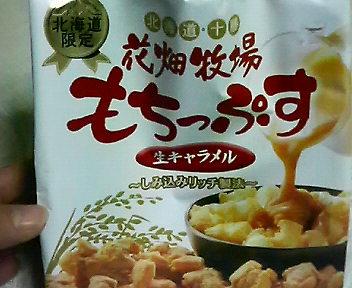 北海道
限定
北海道・十勝
花畑牧場
もちっぷす
生キャラメル
～しみ込みリッチ製法～